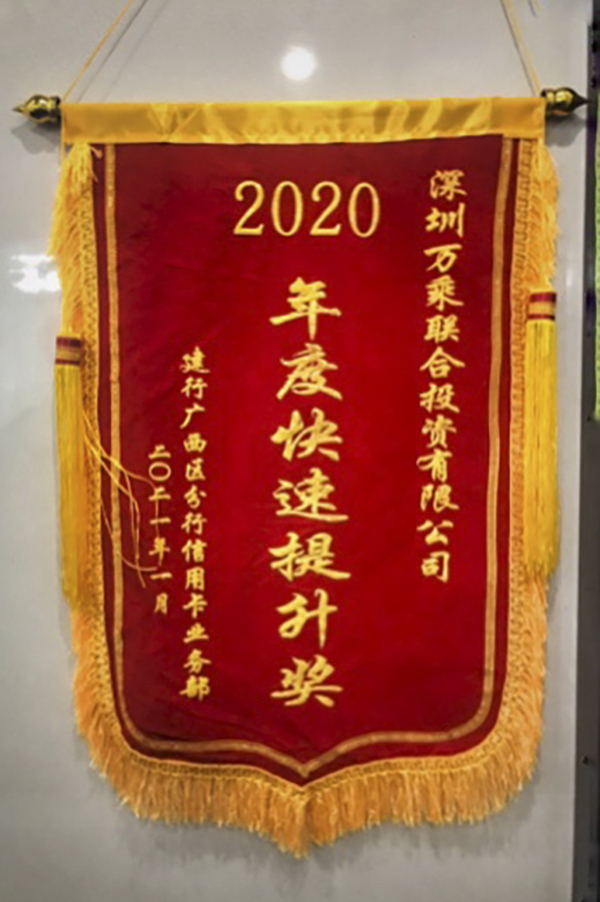 深圳万乘联合投资有限公司
2020
年度快速提升奖
建行广西区分行信用卡业务部
二〇二一年一月